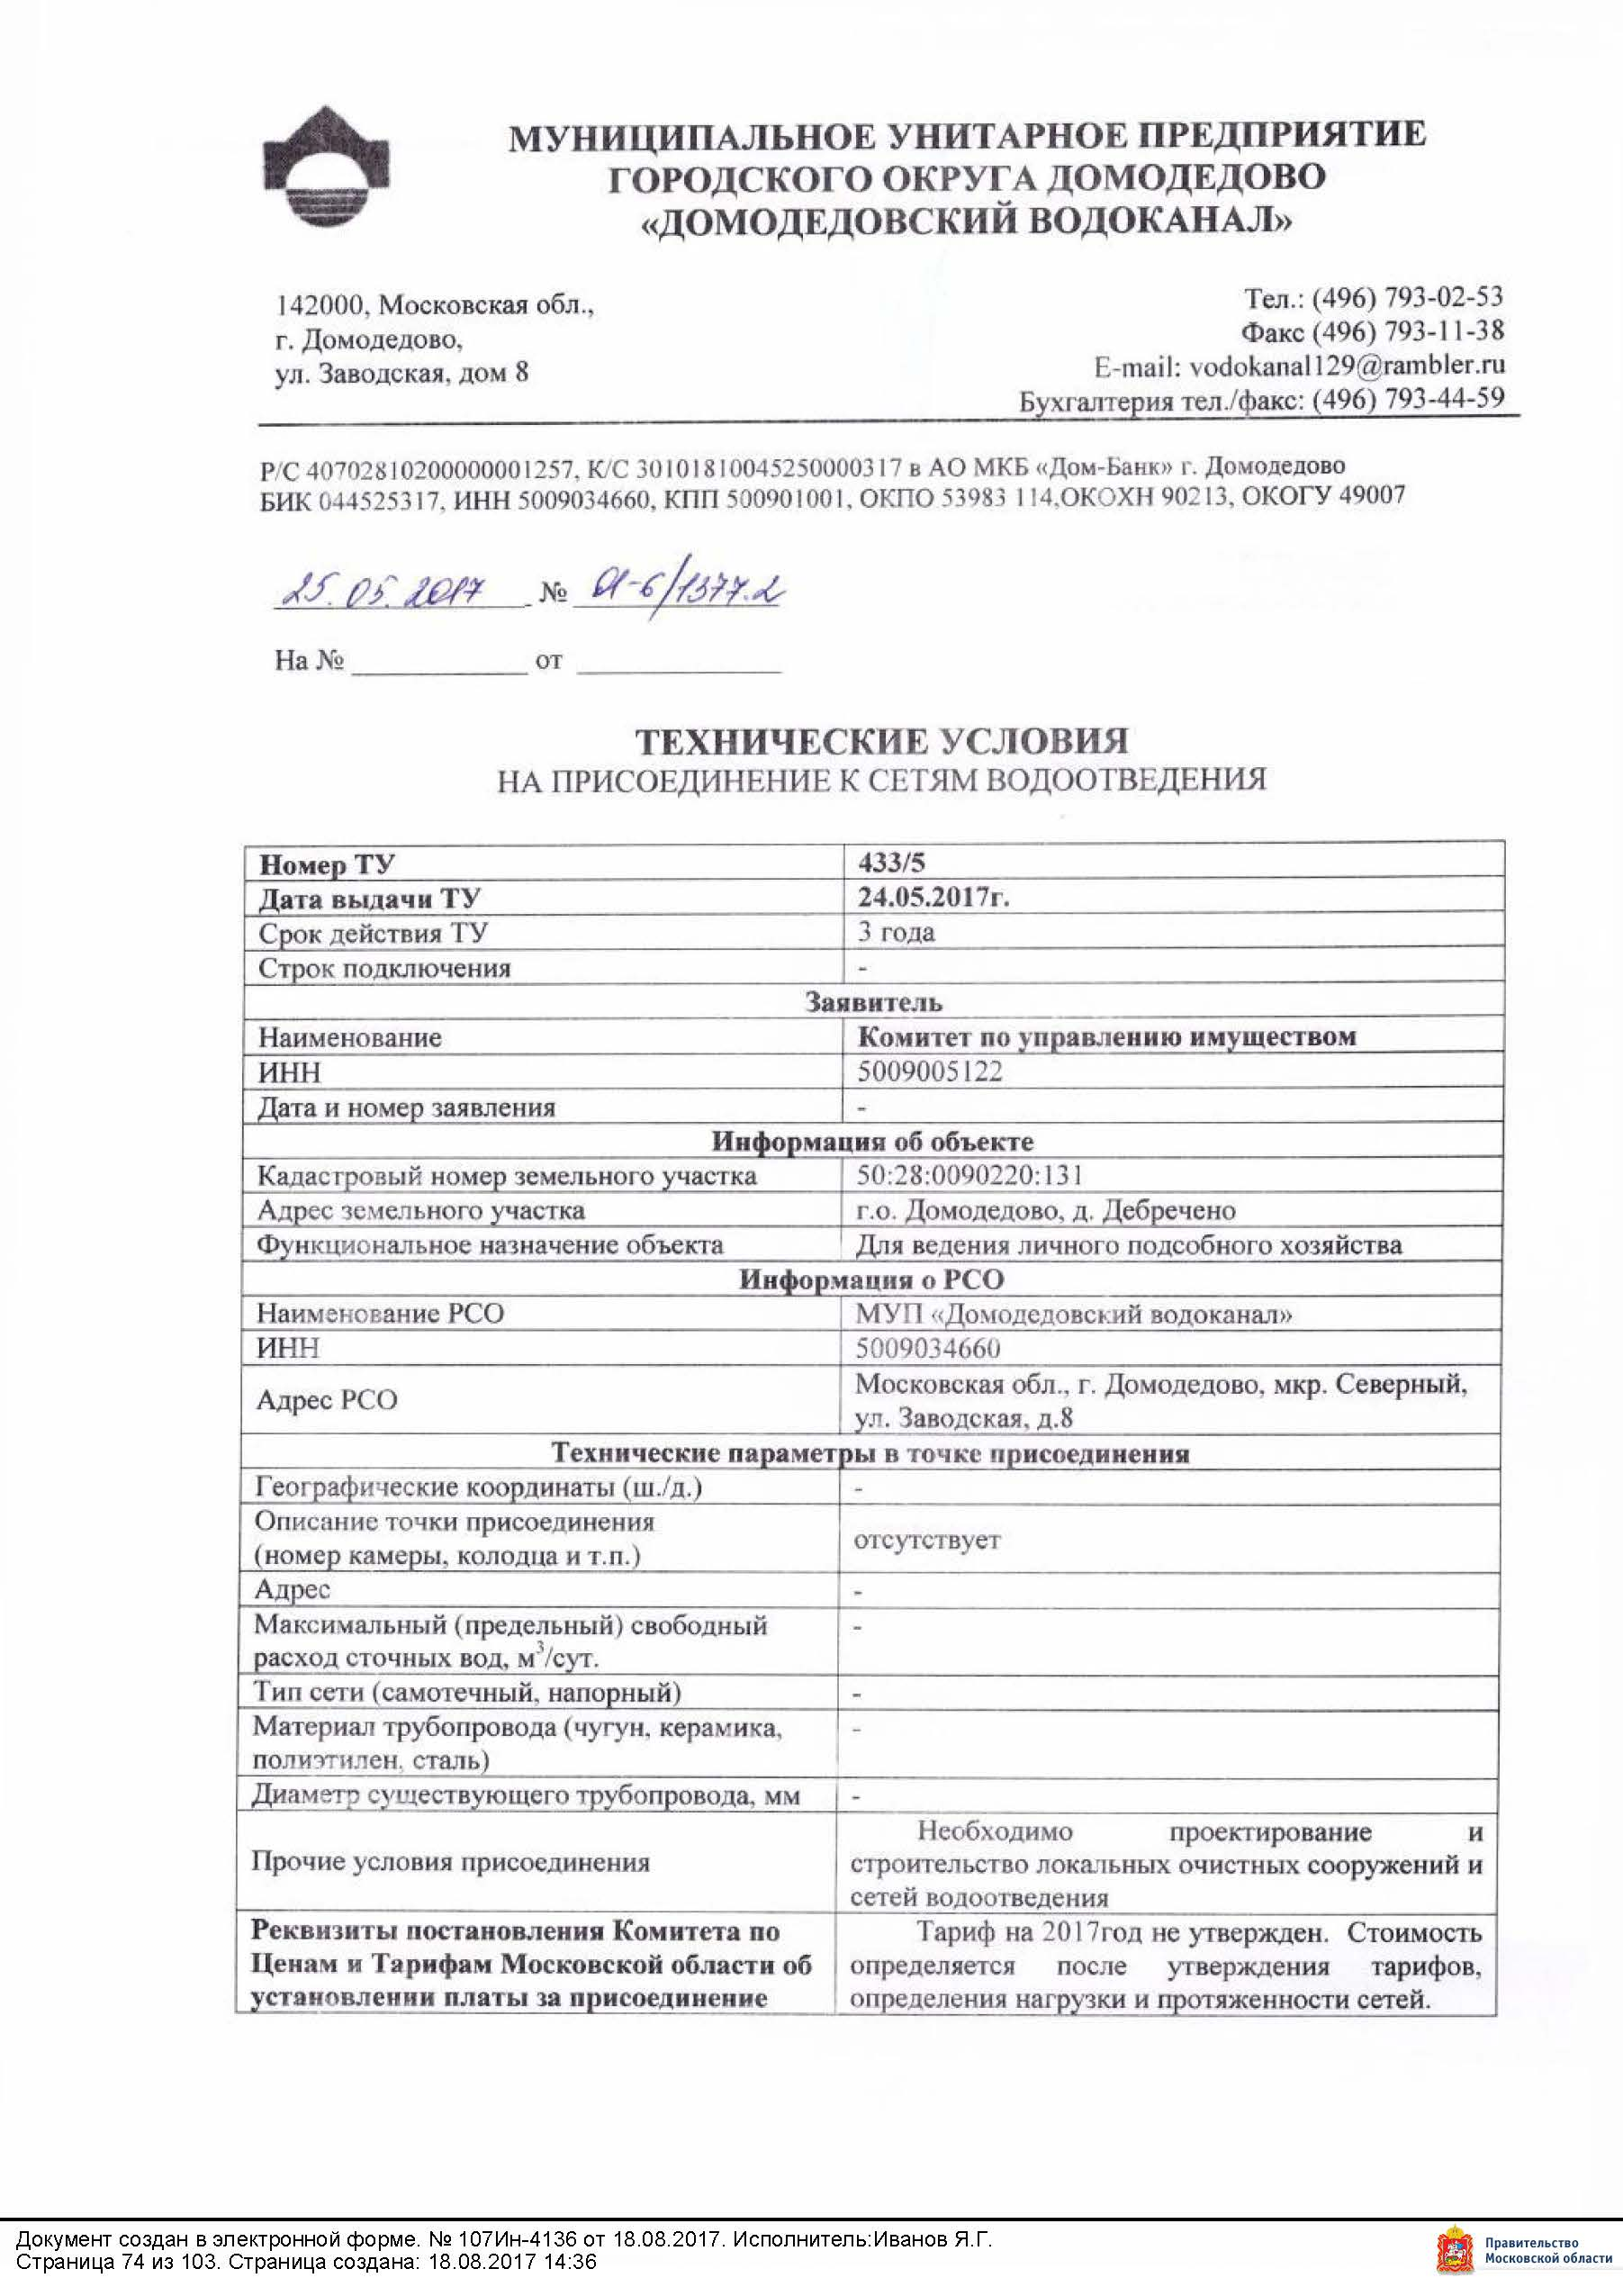 МУНИЦИПАЛЬНОЕ УНИТАРНОЕ ПРЕДПРИЯТИЕ
ГОРОДСКОГО ОКРУГА ДОМОДЕДОВО
«ДОМОДЕДОВСКИЙ ВОДОКАНАЛ»
142000, Московская обл.,
г. Домодедово,
ул. Заводская, дом 8
Тел.: (496) 793-02-53
Факс (496) 793-11-38
E-mail: vodokanal129@rambler.ru
Бухгалтерия тел./факс: (496) 793-44-59
Р/С 40702810200000001257, К/С 30101810045250000317 в АО МКБ «Дом-Банк» г. Домодедово
БИК 044525317, ИНН 5009034660, КПП 500901001, ОКПО 53983 114,ОКОХН 90213, ОКОГУ 49007
25.05.2017 № 01-6/1377.2
На № ____________ от ______________
ТЕХНИЧЕСКИЕ УСЛОВИЯ
НА ПРИСОЕДИНЕНИЕ К СЕТЯМ ВОДООТВЕДЕНИЯ
Номер ТУ 433/5
Дата выдачи ТУ 24.05.2017г.
Срок действия ТУ 3 года
Строк подключения -
Заявитель
Наименование Комитет по управлению имуществом
ИНН 5009005122
Дата и номер заявления -
Информация об объекте
Кадастровый номер земельного участка 50:28:0090220:131
Адрес земельного участка г.о. Домодедово, д. Дебречено
Функциональное назначение объекта Для ведения личного подсобного хозяйства
Информация о РСО
Наименование РСО МУП «Домодедовский водоканал»
ИНН 5009034660
Адрес РСО
Московская обл., г. Домодедово, мкр. Северный,
ул. Заводская, д.8
Технические параметры в точке присоединения
Географические координаты (ш./д.) -
Описание точки присоединения
(номер камеры, колодца и т.п.)
отсутствует
Адрес -
Максимальный (предельный) свободный
расход сточных вод, м³/сут.
-
Тип сети (самотечный, напорный) -
Материал трубопровода (чугун, керамика,
полиэтилен, сталь)
-
Диаметр существующего трубопровода, мм -
Прочие условия присоединения
Необходимо проектирование и
строительство локальных очистных сооружений и
сетей водоотведения
Реквизиты постановления Комитета по
Ценам и Тарифам Московской области об
установлении платы за присоединение
Тариф на 2017год не утвержден. Стоимость
определяется после утверждения тарифов,
определения нагрузки и протяженности сетей.
Документ создан в электронной форме. № 107Ин-4136 от 18.08.2017. Исполнитель:Иванов Я.Г.
Страница 74 из 103. Страница создана: 18.08.2017 14:36
Правительство
Московской области